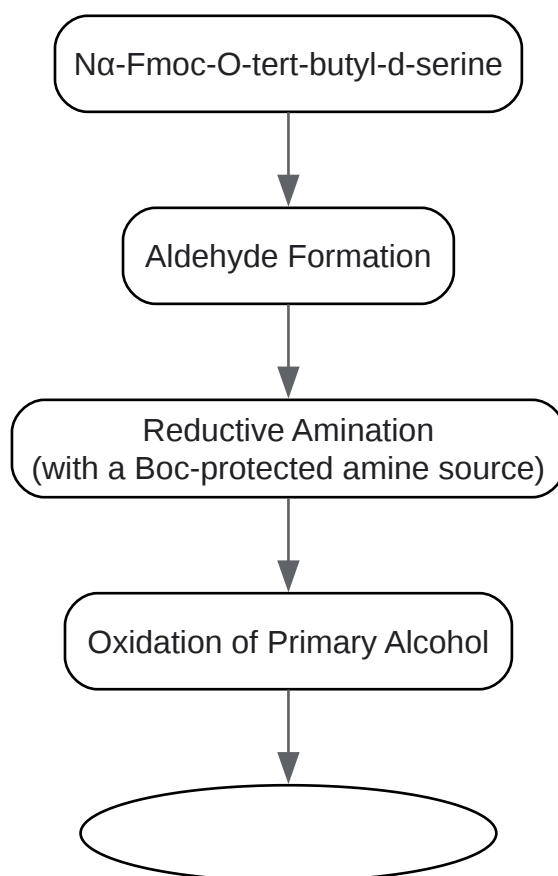 Nα-Fmoc-O-tert-butyl-d-serine
Aldehyde Formation
Reductive Amination
(with a Boc-protected amine source)
Oxidation of Primary Alcohol